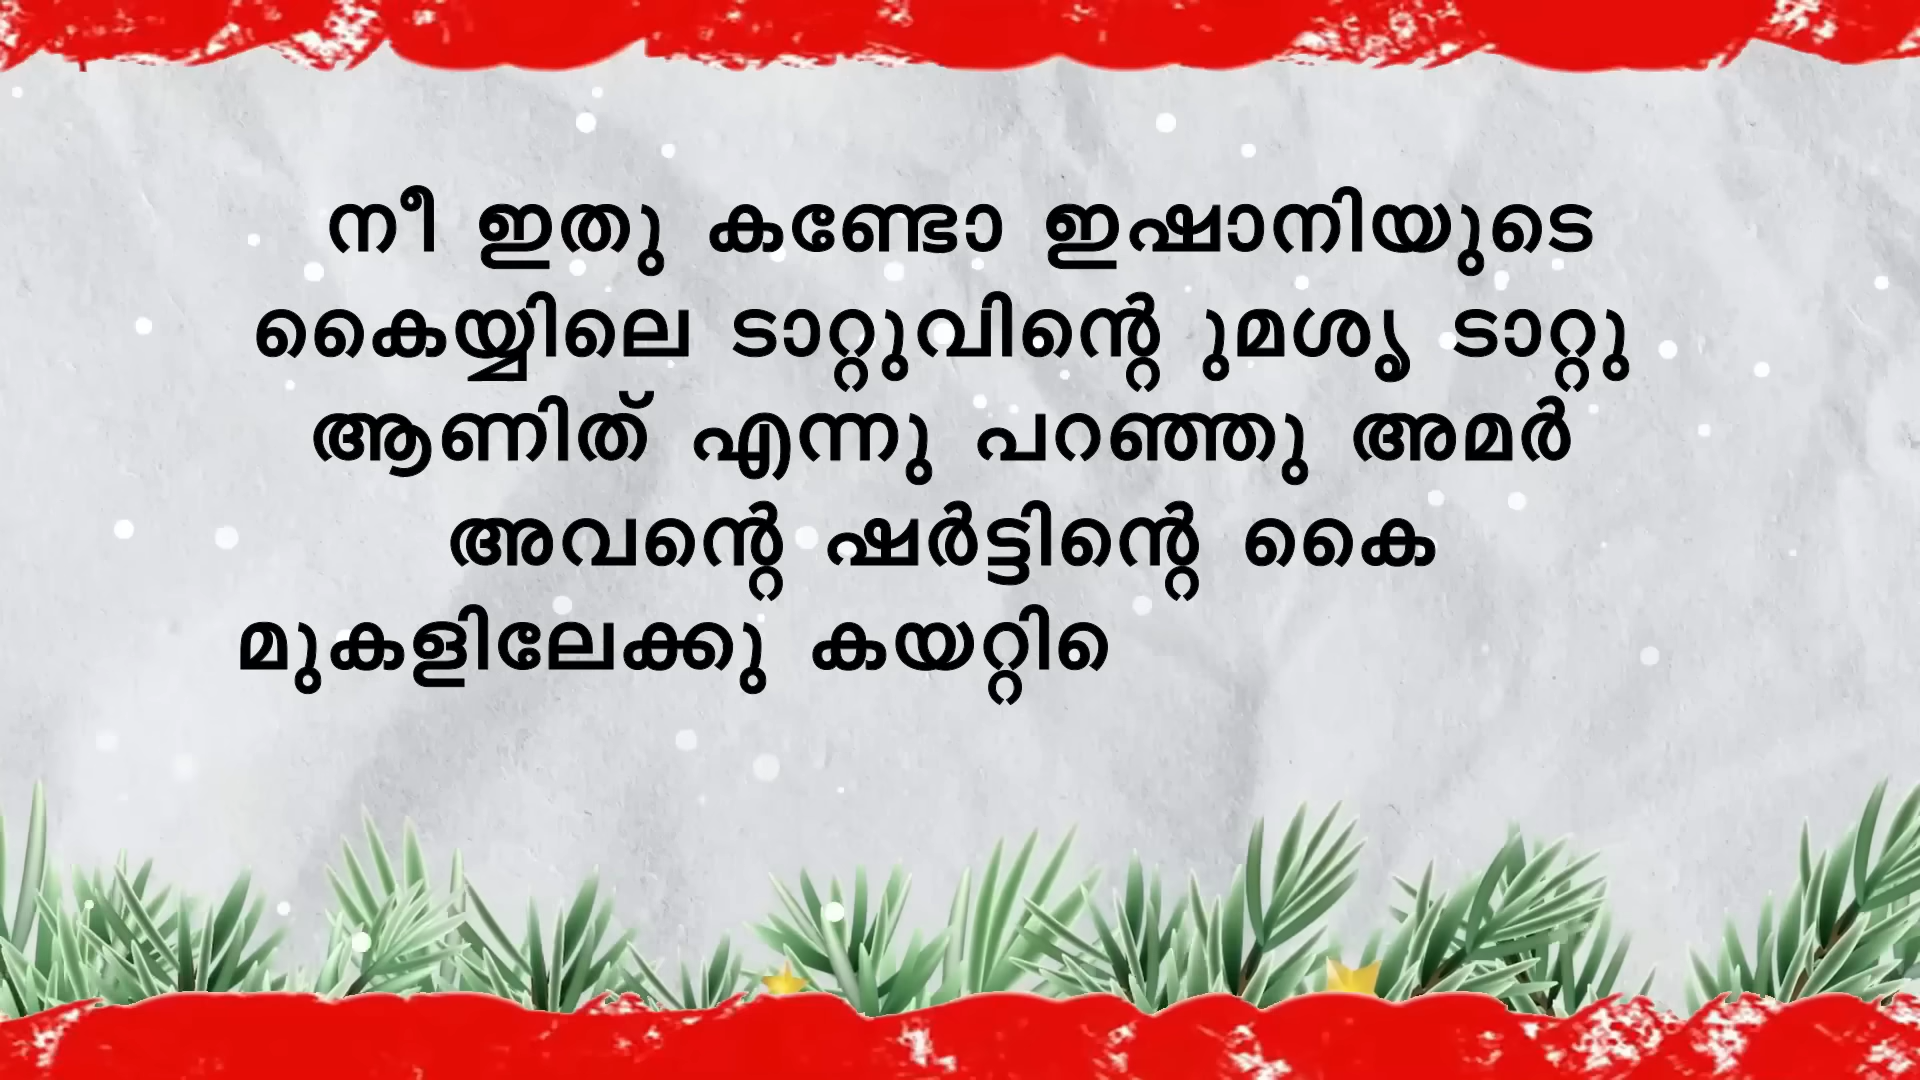 നീ ഇതു കണ്ടോ ഇഷാനിയുടെ
കൈയ്യിലെ ടാറ്റുവിന്റെ ുമശൃ ടാറ്റു
ആണിത് എന്നു പറഞ്ഞു അമർ
അവന്റെ ഷർട്ടിന്റെ കൈ
മുകളിലേക്കു കയറ്റിെ